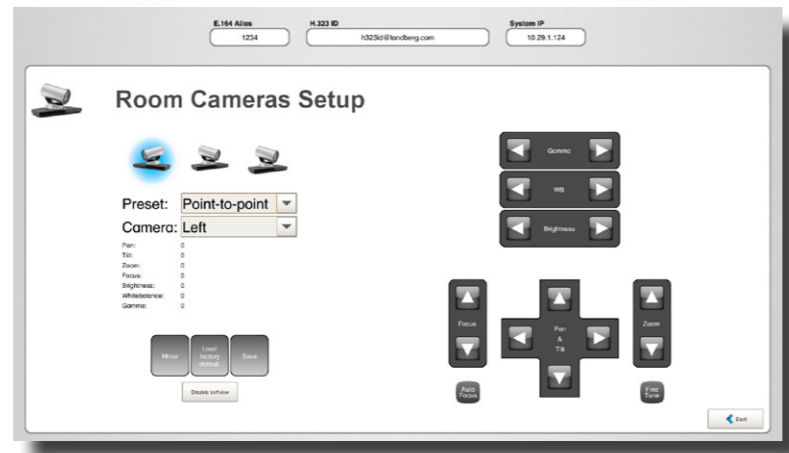 E.164 Alias
H.323 ID
System IP
1234
h323id@tandberg.com
10.29.1.124
Room Cameras Setup
Preset: Point-to-point
Camera: Left
Pan: 0
Tilt: 0
Zoom: 0
Focus: 0
Brightness: 0
Whitebalance: 0
Gamma: 0
Mirror
Load
factory
default
Save
Disable selfview
Gamma
WB
Brightness
Focus
Pan
&
Tilt
Zoom
Auto
Focus
Fine
Tune
Back